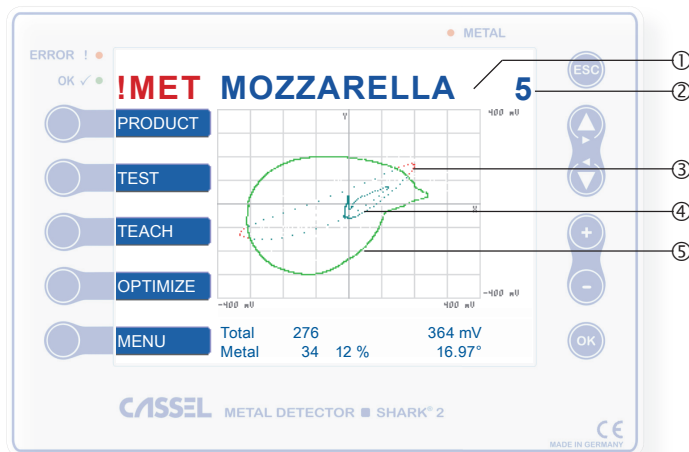 METAL
ERROR !
OK ✓
!MET MOZZARELLA 5
ESC
①
②
③
④
⑤
PRODUCT
TEST
TEACH
OPTIMIZE
MENU
Y
400 mV
X
-400 mV
-400 mV
400 mV
+
-
OK
Total 276 364 mV
Metal 34 12 % 16.97°
CASSEL METAL DETECTOR ■ SHARK® 2
CE
MADE IN GERMANY